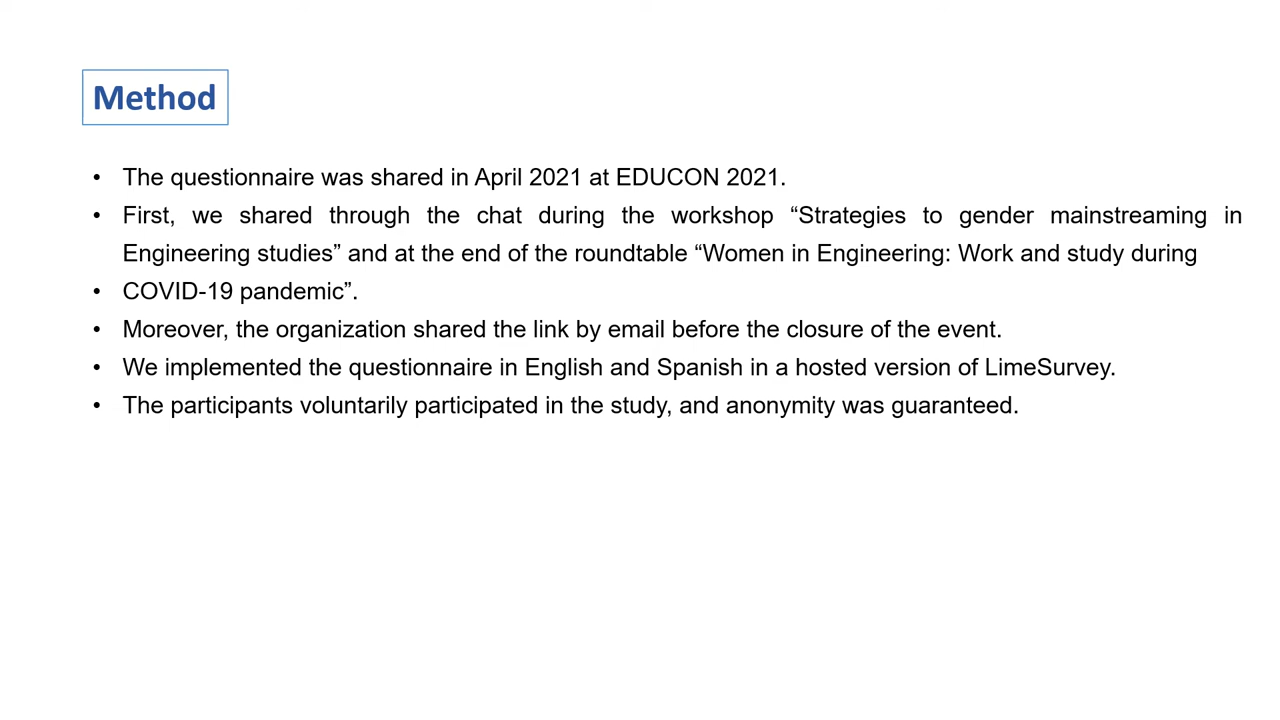 Method
• The questionnaire was shared in April 2021 at EDUCON 2021.
• First, we shared through the chat during the workshop “Strategies to gender mainstreaming in
Engineering studies” and at the end of the roundtable “Women in Engineering: Work and study during
• COVID-19 pandemic”.
• Moreover, the organization shared the link by email before the closure of the event.
• We implemented the questionnaire in English and Spanish in a hosted version of LimeSurvey.
• The participants voluntarily participated in the study, and anonymity was guaranteed.